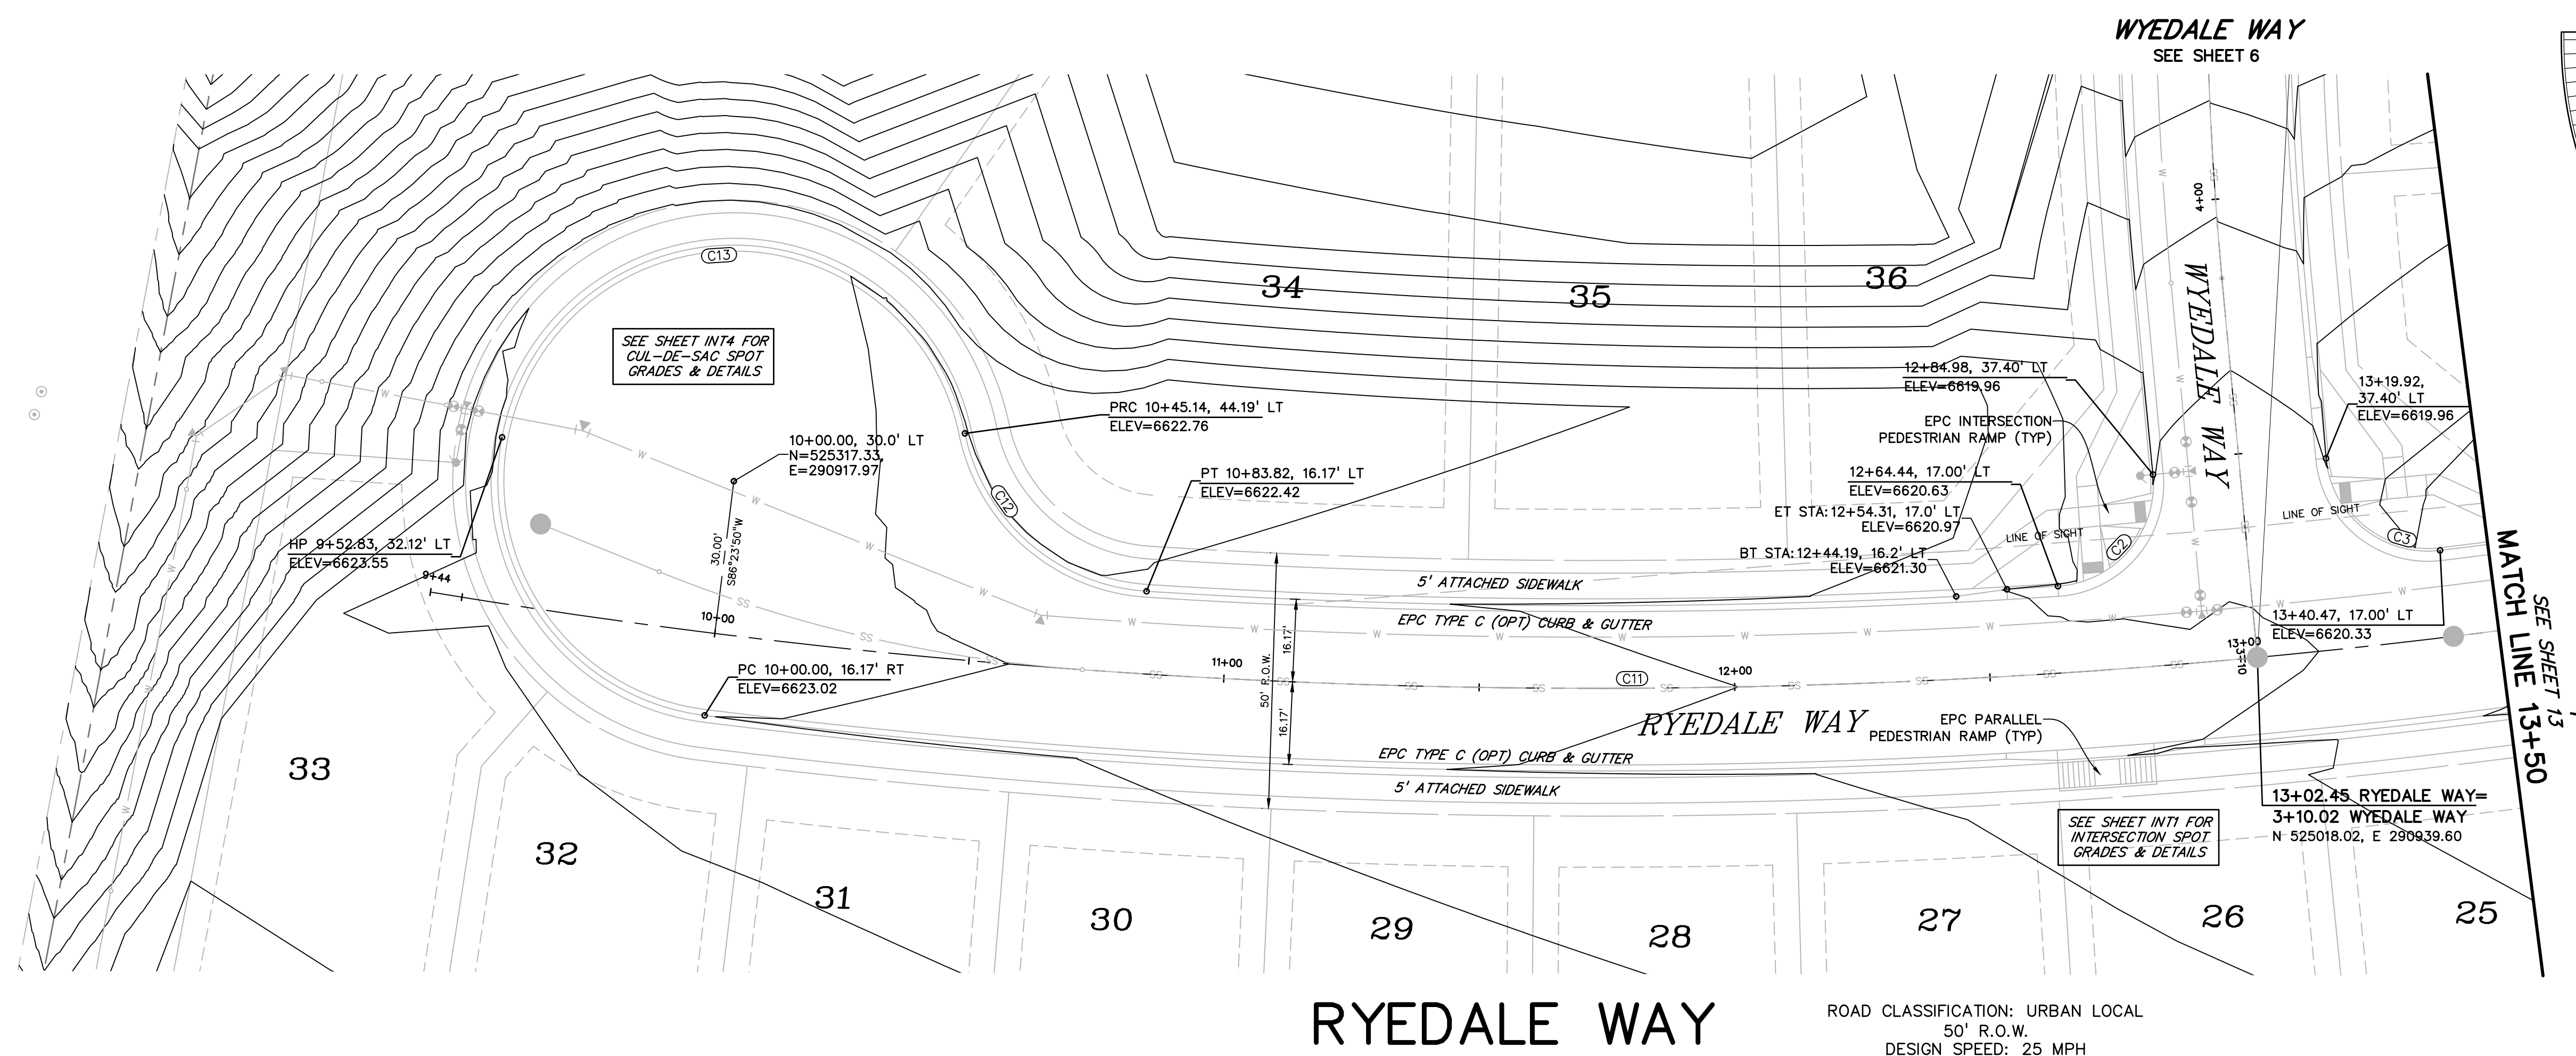 WYEDALE WAY
SEE SHEET 6
4+00
C13
34
35
36
WYEDALE WAY
SEE SHEET INT4 FOR
CUL-DE-SAC SPOT
GRADES & DETAILS
12+84.98, 37.40' LT
ELEV=6619.96
13+19.92,
37.40' LT
ELEV=6619.96
PRC 10+45.14, 44.19' LT
ELEV=6622.76
EPC INTERSECTION
PEDESTRIAN RAMP (TYP)
10+00.00, 30.0' LT
N=525317.33,
E=290917.97
PT 10+83.82, 16.17' LT
ELEV=6622.42
12+64.44, 17.00' LT
ELEV=6620.63
C12
ET STA:12+54.31, 17.0' LT
ELEV=6620.97
LINE OF SIGHT
LINE OF SIGHT
C2
C3
HP 9+52.83, 32.12' LT
ELEV=6623.55
30.00'
S86°23'50"W
BT STA:12+44.19, 16.2' LT
ELEV=6621.30
9+44
10+00
5' ATTACHED SIDEWALK
EPC TYPE C (OPT) CURB & GUTTER
13+40.47, 17.00' LT
ELEV=6620.33
MATCH LINE 13+50
SEE SHEET 13
16.17'
50' R.O.W.
16.17'
PC 10+00.00, 16.17' RT
ELEV=6623.02
11+00
C11
12+00
13+00
3+10
RYEDALE WAY
EPC PARALLEL
PEDESTRIAN RAMP (TYP)
EPC TYPE C (OPT) CURB & GUTTER
5' ATTACHED SIDEWALK
13+02.45 RYEDALE WAY=
3+10.02 WYEDALE WAY
N 525018.02, E 290939.60
SEE SHEET INT1 FOR
INTERSECTION SPOT
GRADES & DETAILS
33
32
31
30
29
28
27
26
25
RYEDALE WAY
ROAD CLASSIFICATION: URBAN LOCAL
50' R.O.W.
DESIGN SPEED: 25 MPH